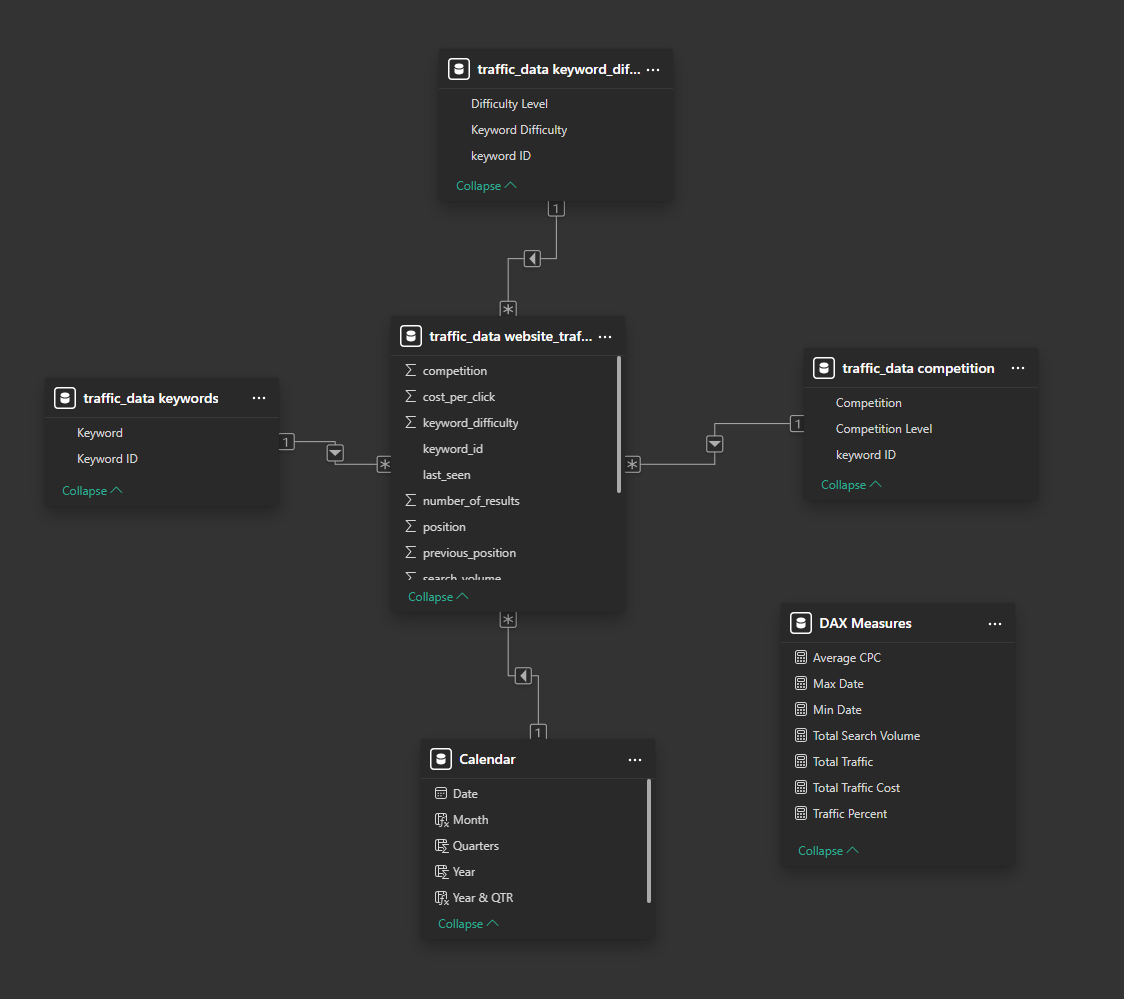 traffic_data keyword_dif...
Difficulty Level
Keyword Difficulty
keyword ID
Collapse
1
*
traffic_data website_traf...
competition
cost_per_click
keyword_difficulty
keyword_id
last_seen
number_of_results
position
previous_position
search_volume
Collapse
traffic_data keywords
Keyword
Keyword ID
Collapse
1
*
traffic_data competition
Competition
Competition Level
keyword ID
Collapse
1
*
DAX Measures
Average CPC
Max Date
Min Date
Total Search Volume
Total Traffic
Total Traffic Cost
Traffic Percent
Collapse
*
1
Calendar
Date
Month
Quarters
Year
Year & QTR
Collapse